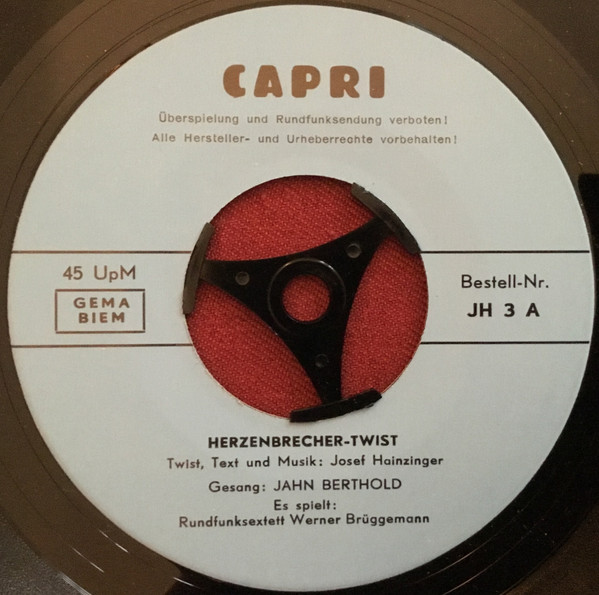 CAPRI
Überspielung und Rundfunksendung verboten!
Alle Hersteller- und Urheberrechte vorbehalten!
45 UpM
GEMA
BIEM
Bestell-Nr.
JH 3 A
HERZENBRECHER-TWIST
Twist, Text und Musik: Josef Hainzinger
Gesang: JAHN BERTHOLD
Es spielt:
Rundfunksextett Werner Brüggemann